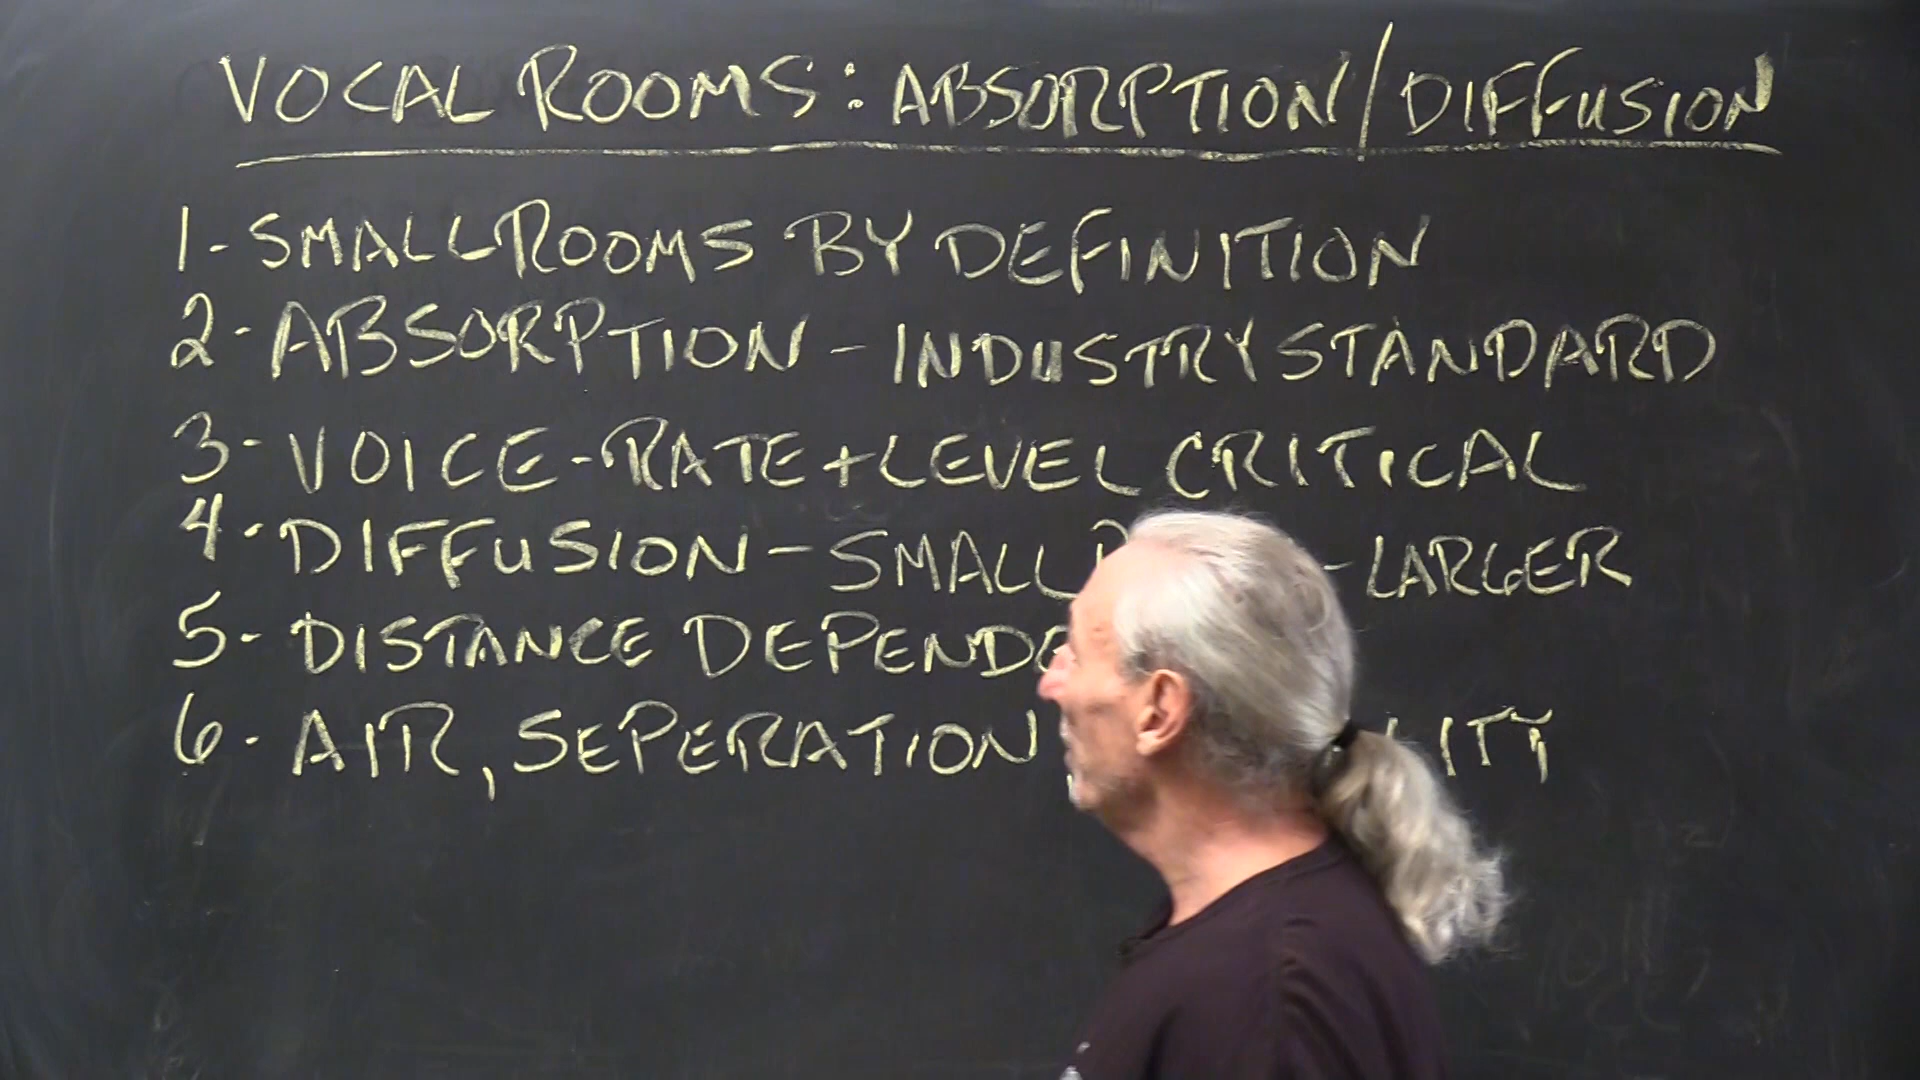 VOCAL ROOMS: ABSORPTION/DIFFUSION
1- SMALL ROOMS BY DEFINITION
2- ABSORPTION - INDUSTRY STANDARD
3- VOICE - RATE + LEVEL CRITICAL
4- DIFFUSION - SMALL - LARGER
5- DISTANCE
6- AIR, SEPERATION